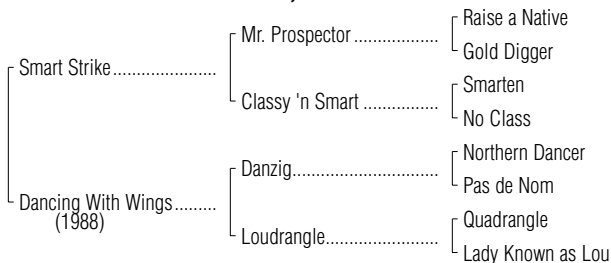 Raise a Native
Mr. Prospector ..................
Gold Digger
Smart Strike......................
Smarten
Classy 'n Smart ................
No Class
Northern Dancer
Danzig...............................
Pas de Nom
Dancing With Wings.........
(1988)
Quadrangle
Loudrangle........................
Lady Known as Lou